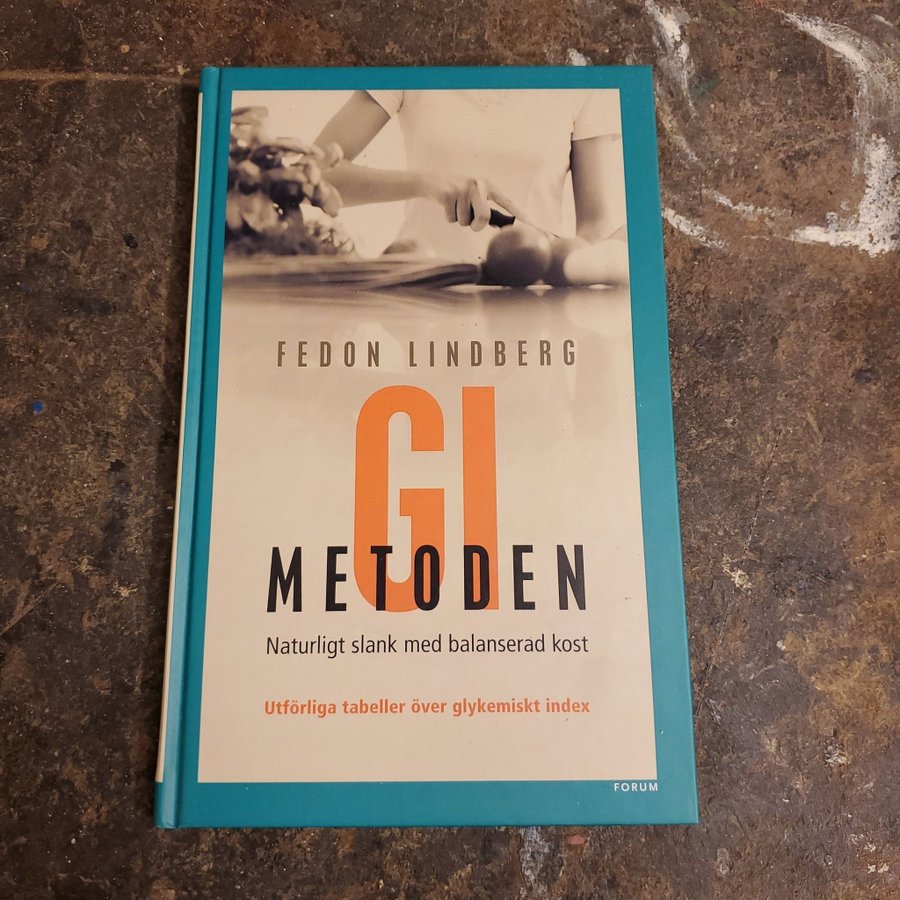 FEDON LINDBERG
GI
METODEN
Naturligt slank med balanserad kost
Utförliga tabeller över glykemiskt index
FORUM